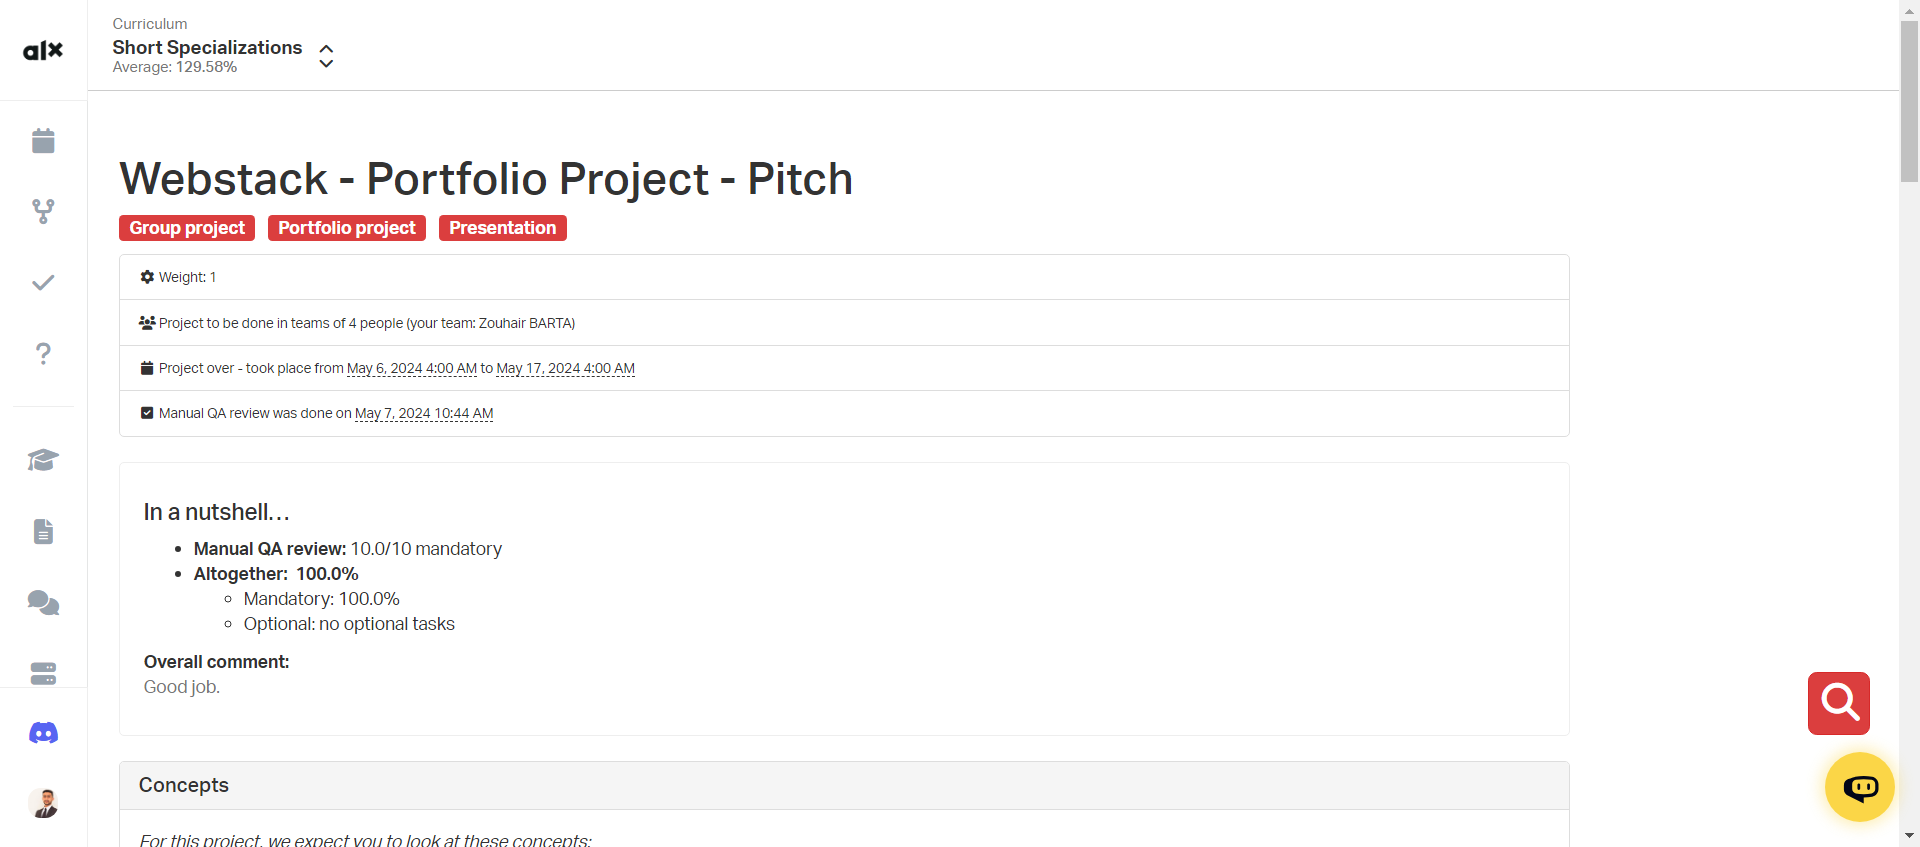 alx
Curriculum
Short Specializations
Average: 129.58%
Webstack - Portfolio Project - Pitch
Group project Portfolio project Presentation
Weight: 1
Project to be done in teams of 4 people (your team: Zouhair BARTA)
Project over - took place from May 6, 2024 4:00 AM to May 17, 2024 4:00 AM
Manual QA review was done on May 7, 2024 10:44 AM
In a nutshell…
• Manual QA review: 10.0/10 mandatory
• Altogether: 100.0%
◦ Mandatory: 100.0%
◦ Optional: no optional tasks
Overall comment:
Good job.
Concepts
For this project, we expect you to look at these concepts: